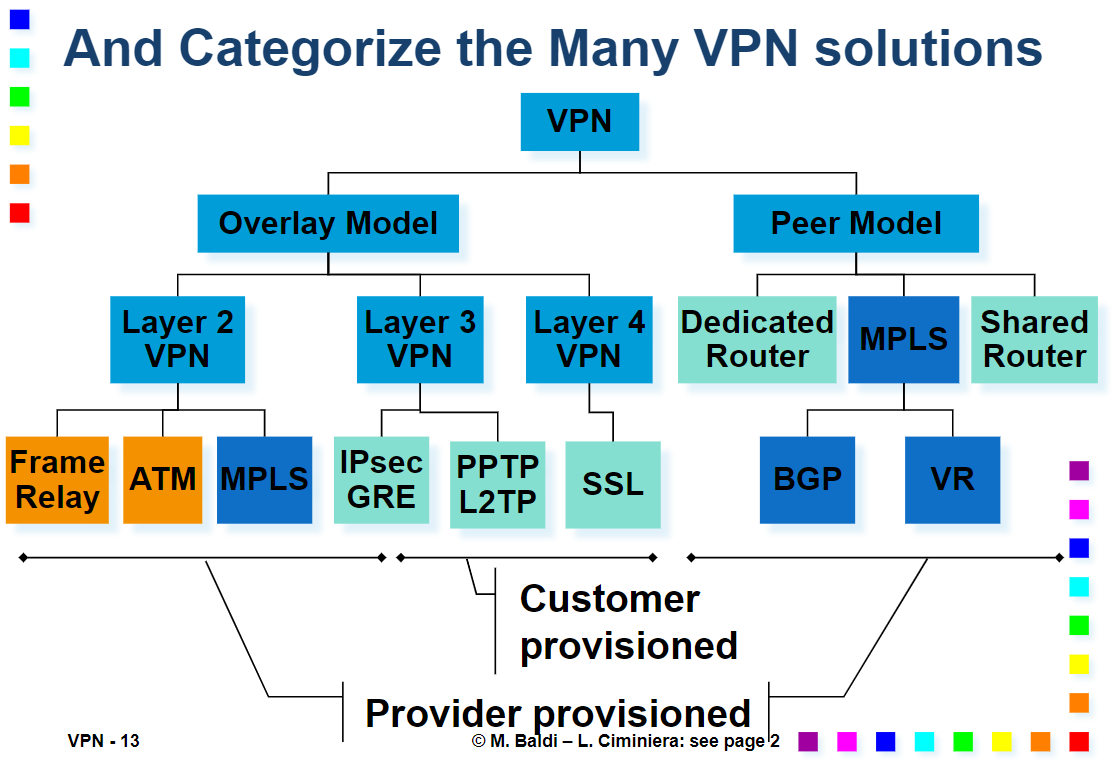 And Categorize the Many VPN solutions
VPN
Overlay Model
Peer Model
Layer 2
VPN
Layer 3
VPN
Layer 4
VPN
Dedicated
Router
MPLS
Shared
Router
Frame
Relay
ATM
MPLS
IPsec
GRE
PPTP
L2TP
SSL
BGP
VR
Customer
provisioned
Provider provisioned
VPN - 13
© M. Baldi – L. Ciminiera: see page 2